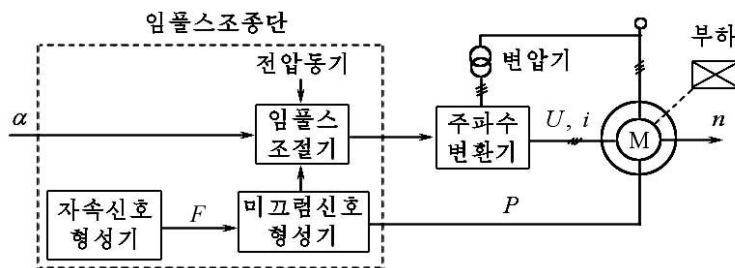 임풀스조종단
전압동기
변압기
부하
α
임풀스
조절기
주파수
변환기
U, i
M
n
자속신호
형성기
F
미끄럼신호
형성기
P